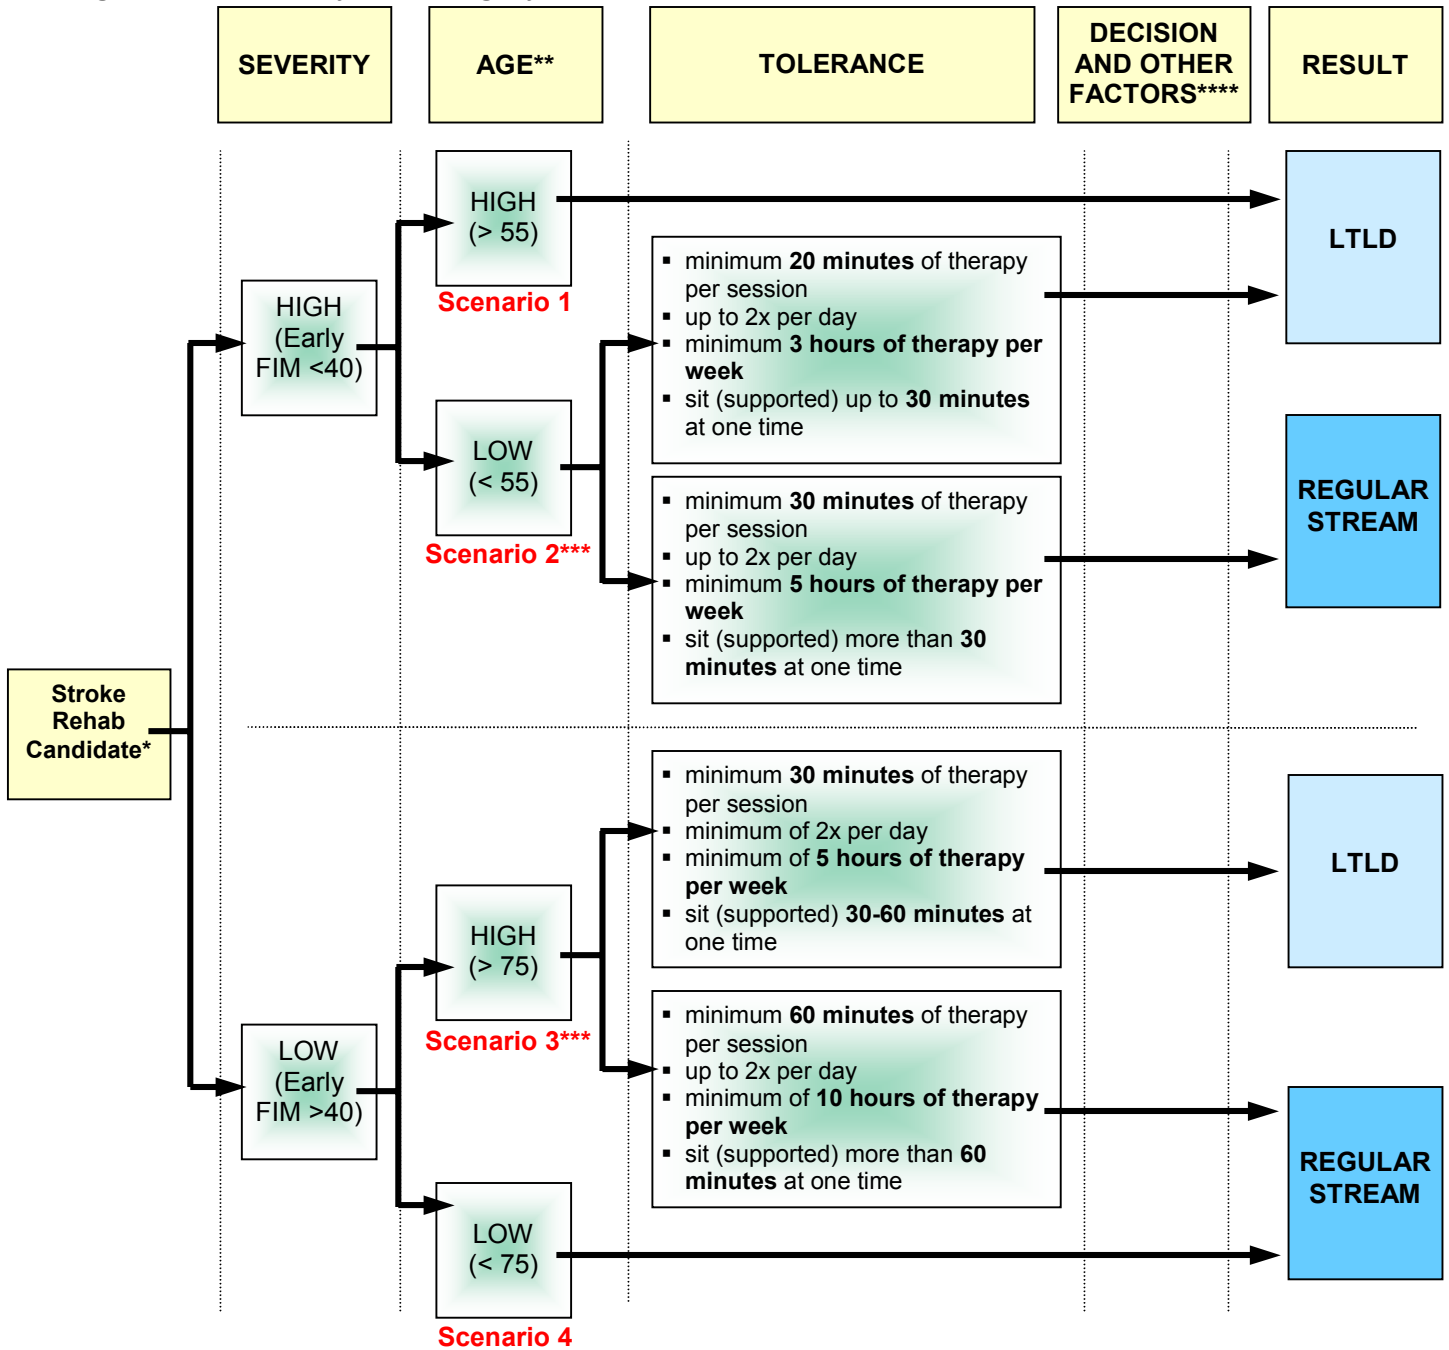 SEVERITY
AGE**
TOLERANCE
DECISION
AND OTHER
FACTORS****
RESULT
HIGH
(> 55)
Scenario 1
LTLD
▪ minimum 20 minutes of therapy
per session
▪ up to 2x per day
▪ minimum 3 hours of therapy per
week
▪ sit (supported) up to 30 minutes
at one time
HIGH
(Early
FIM <40)
LOW
(< 55)
Scenario 2***
▪ minimum 30 minutes of therapy
per session
▪ up to 2x per day
▪ minimum 5 hours of therapy per
week
▪ sit (supported) more than 30
minutes at one time
REGULAR
STREAM
Stroke
Rehab
Candidate*
▪ minimum 30 minutes of therapy
per session
▪ minimum of 2x per day
▪ minimum of 5 hours of therapy
per week
▪ sit (supported) 30-60 minutes at
one time
LTLD
HIGH
(> 75)
Scenario 3***
LOW
(Early
FIM >40)
▪ minimum 60 minutes of therapy
per session
▪ up to 2x per day
▪ minimum of 10 hours of therapy
per week
▪ sit (supported) more than 60
minutes at one time
REGULAR
STREAM
LOW
(< 75)
Scenario 4